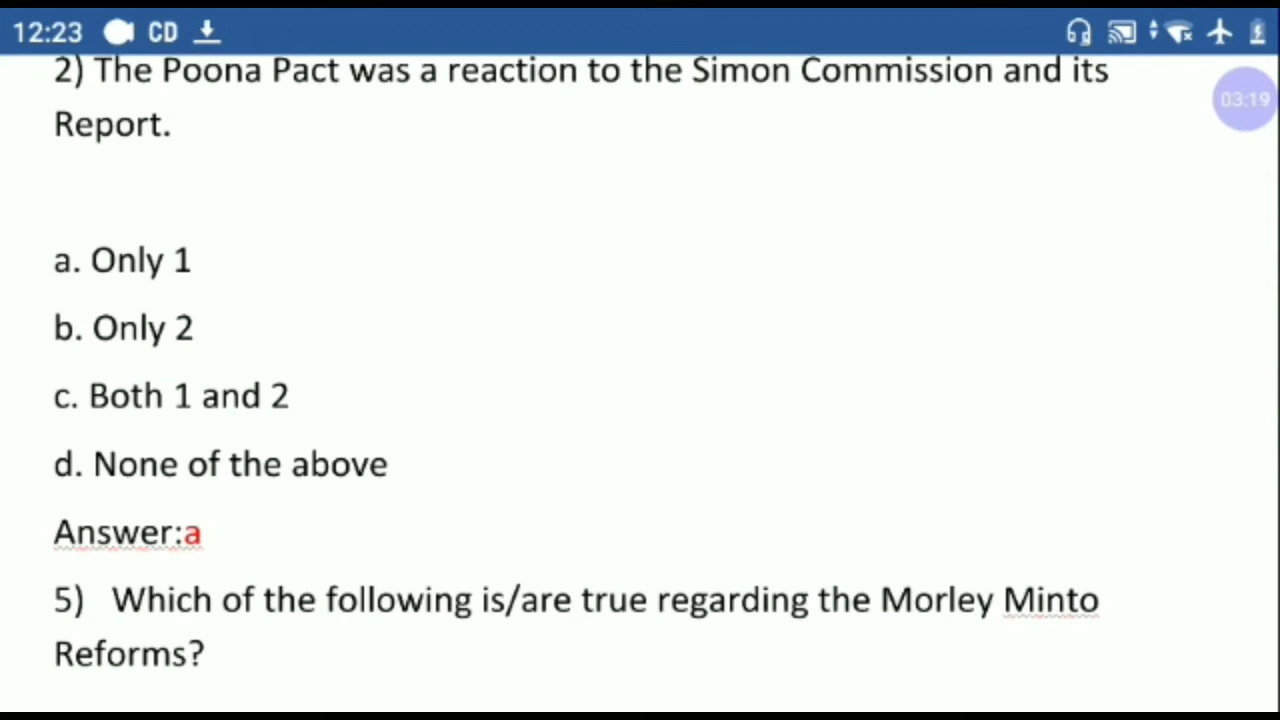 12:23 CD
2) The Poona Pact was a reaction to the Simon Commission and its
03:19
Report.
a. Only 1
b. Only 2
c. Both 1 and 2
d. None of the above
Answer:a
5) Which of the following is/are true regarding the Morley Minto
Reforms?